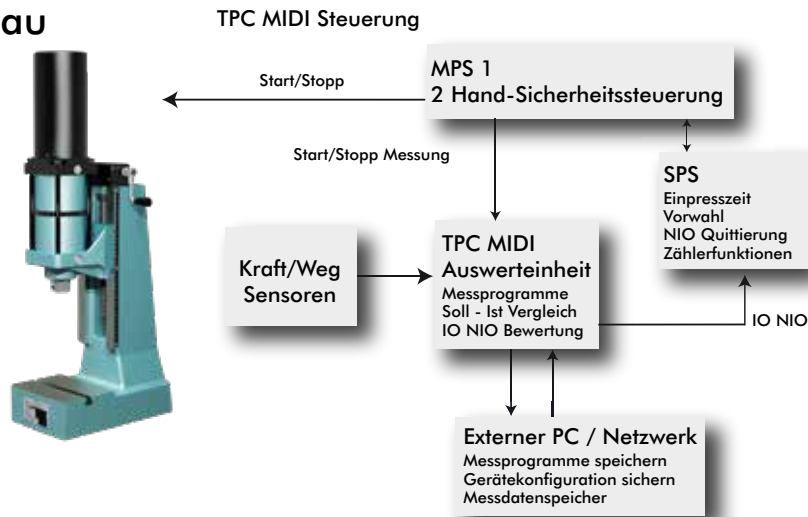 au
TPC MIDI Steuerung
MPS 1
2 Hand-Sicherheitssteuerung
Start/Stopp
Start/Stopp Messung
SPS
Einpresszeit
Vorwahl
NIO Quittierung
Zählerfunktionen
Kraft/Weg
Sensoren
TPC MIDI
Auswerteinheit
Messprogramme
Soll - Ist Vergleich
IO NIO Bewertung
IO NIO
Externer PC / Netzwerk
Messprogramme speichern
Gerätekonfiguration sichern
Messdatenspeicher